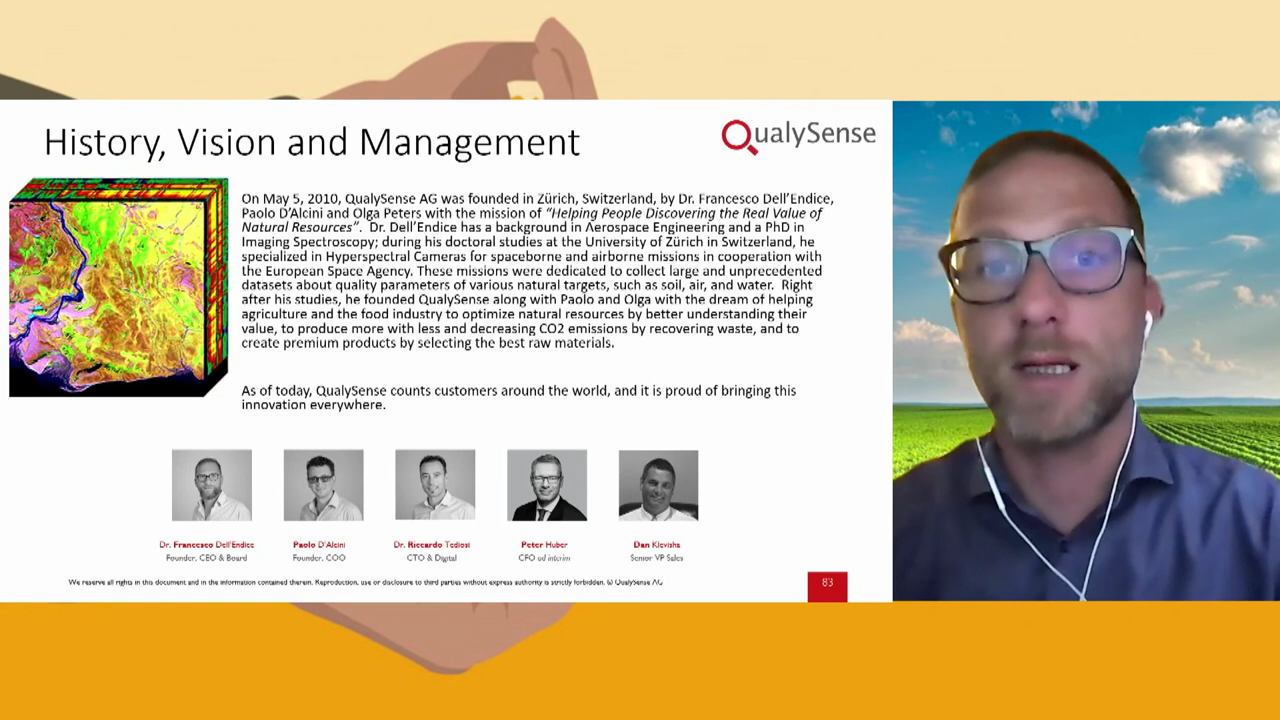 History, Vision and Management
QualySense
On May 5, 2010, QualySense AG was founded in Zürich, Switzerland, by Dr. Francesco Dell'Endice,
Paolo D'Alcini and Olga Peters with the mission of "Helping People Discovering the Real Value of
Natural Resources". Dr. Dell'Endice has a background in Aerospace Engineering and a PhD in
Imaging Spectroscopy; during his doctoral studies at the University of Zürich in Switzerland, he
specialized in Hyperspectral Cameras for spaceborne and airborne missions in cooperation with
the European Space Agency. These missions were dedicated to collect large and unprecedented
datasets about quality parameters of various natural targets, such as soil, air, and water. Right
after his studies, he founded QualySense along with Paolo and Olga with the dream of helping
agriculture and the food industry to optimize natural resources by better understanding their
value, to produce more with less and decreasing CO2 emissions by recovering waste, and to
create premium products by selecting the best raw materials.
As of today, QualySense counts customers around the world, and it is proud of bringing this
innovation everywhere.
Dr. Francesco Dell'Endice
Founder, CEO & Board
Paolo D'Alcini
Founder, COO
Dr. Riccardo Tediosi
CTO & Digital
Peter Huber
CFO ad interim
Dan Klevisha
Senior VP Sales
We reserve all rights in this document and in the information contained therein. Reproduction, use or disclosure to third parties without express authority is strictly forbidden. © QualySense AG
83